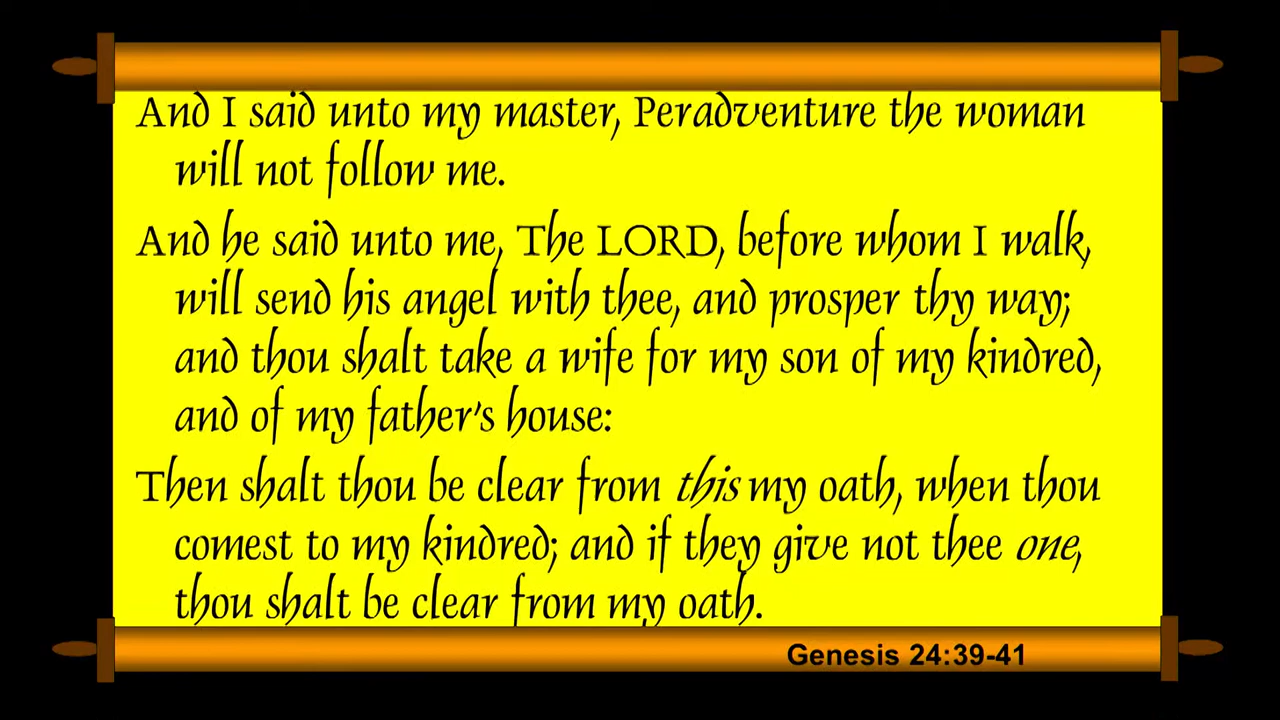 And I said unto my master, Peradventure the woman
will not follow me.
And he said unto me, The LORD, before whom I walk,
will send his angel with thee, and prosper thy way;
and thou shalt take a wife for my son of my kindred,
and of my father's house:
Then shalt thou be clear from this my oath, when thou
comest to my kindred; and if they give not thee one,
thou shalt be clear from my oath.
Genesis 24:39-41